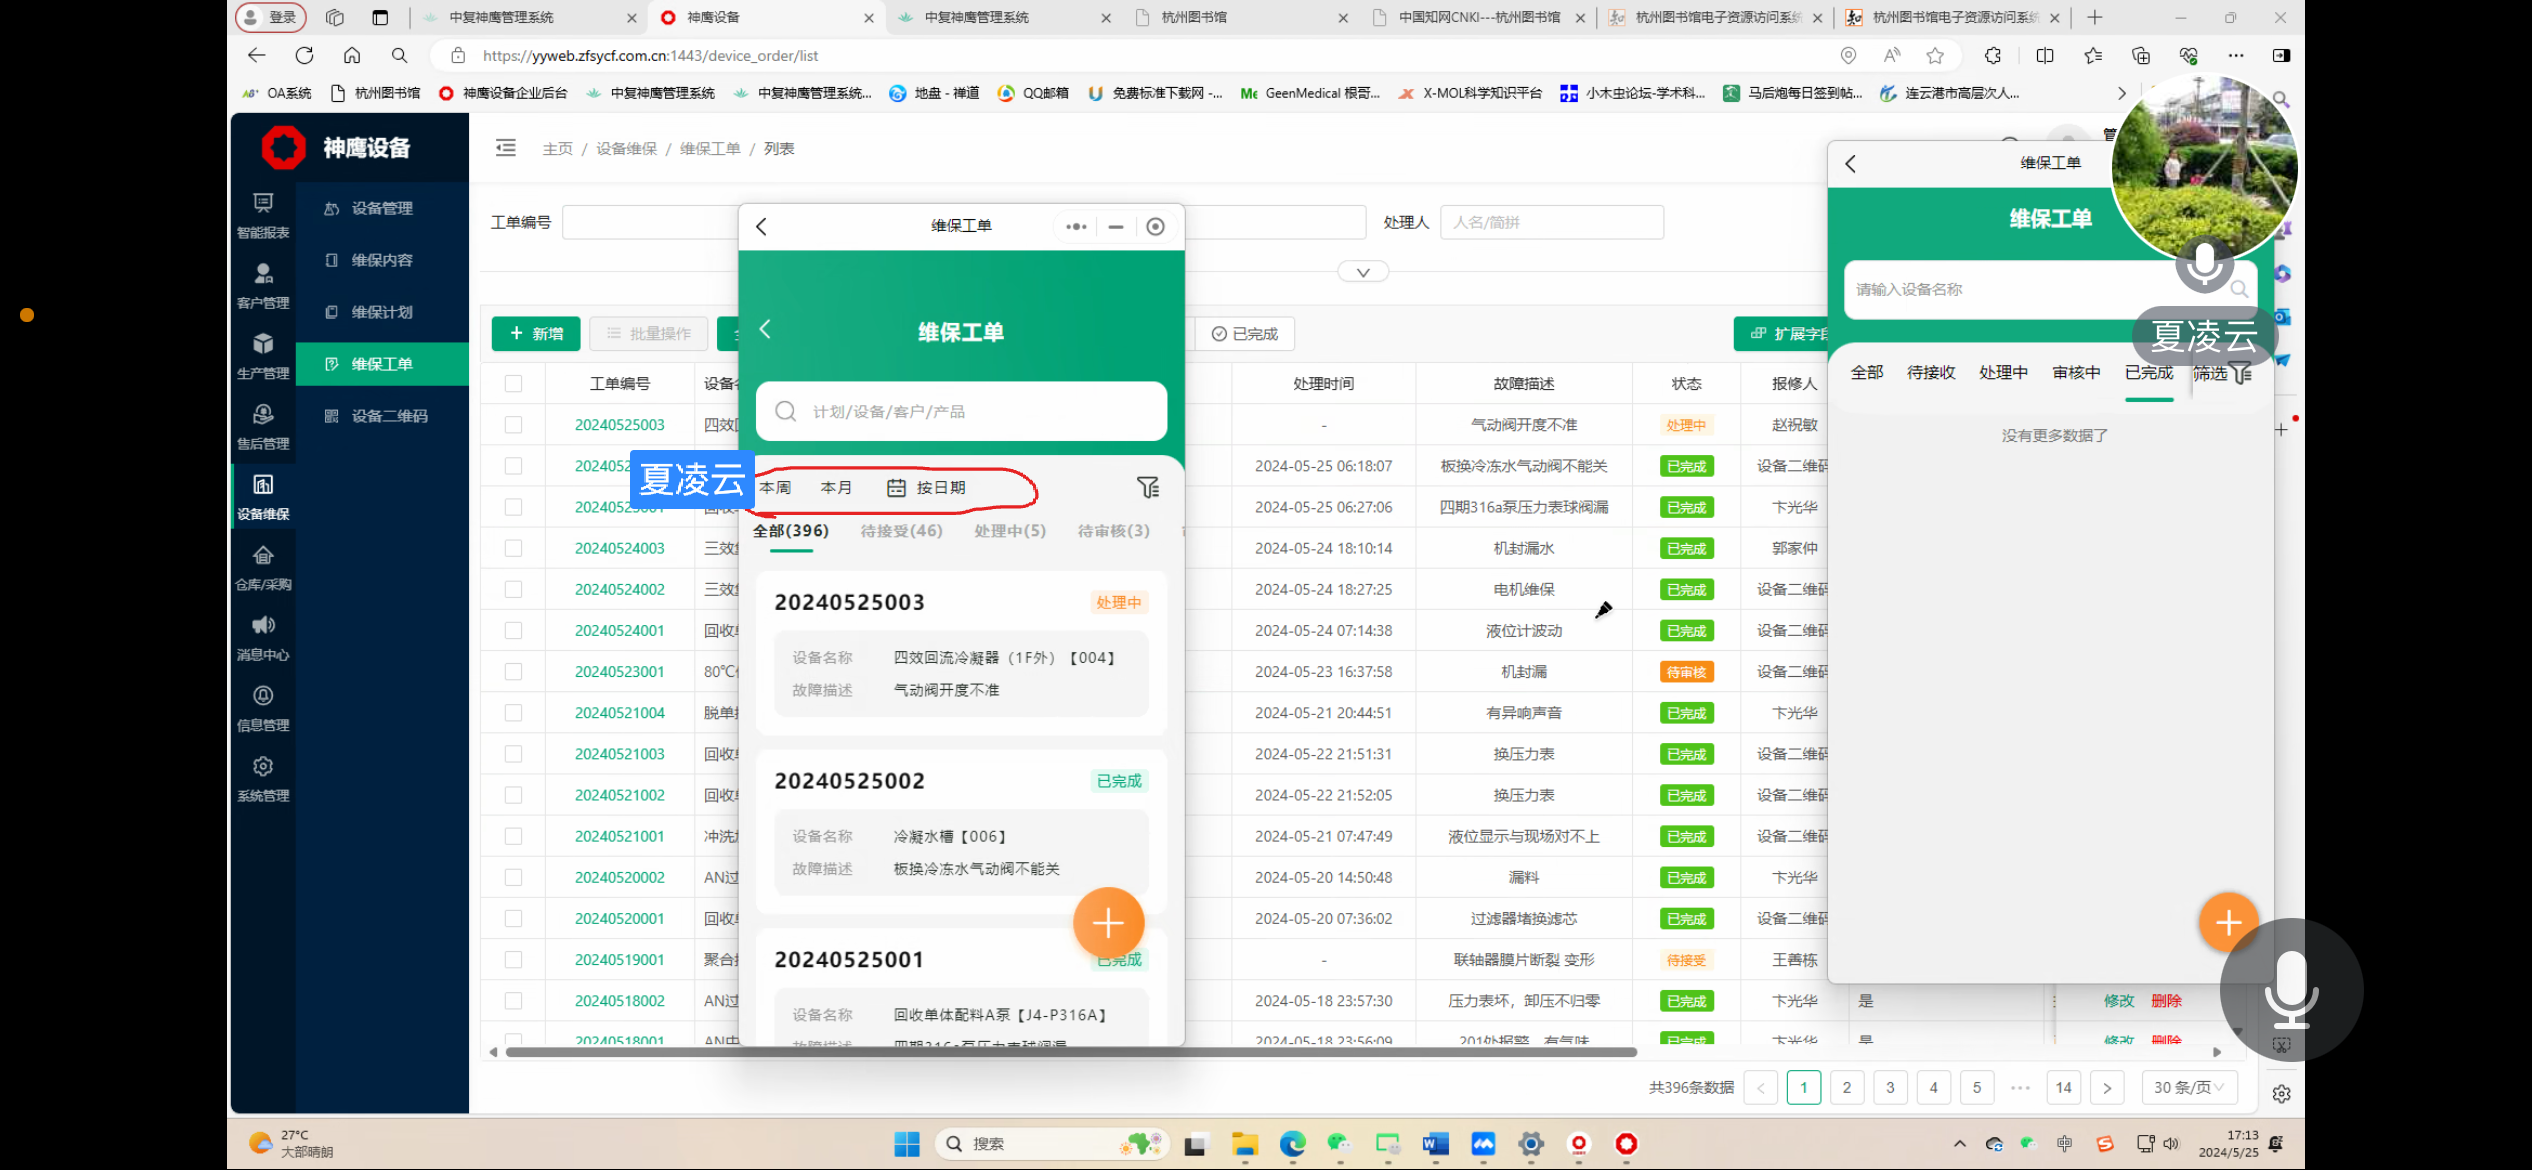 登录
中复神鹰管理系统
神鹰设备
中复神鹰管理系统
杭州图书馆
中国知网CNKI---杭州图书馆
杭州图书馆电子资源访问系统
杭州图书馆电子资源访问系统
https://yyweb.zfsycf.com.cn:1443/device_order/list
OA系统
杭州图书馆
神鹰设备企业后台
中复神鹰管理系统
中复神鹰管理系统...
地盘 - 禅道
QQ邮箱
免费标准下载网 -...
GeenMedical 根哥...
X-MOL科学知识平台
小木虫论坛-学术科...
马后炮每日签到帖...
连云港市高层次人...
神鹰设备
智能报表
客户管理
生产管理
售后管理
设备维保
仓库/采购
消息中心
信息管理
系统管理
设备管理
维保内容
维保计划
维保工单
设备二维码
主页 / 设备维保 / 维保工单 / 列表
工单编号
处理人
人名/简拼
+ 新增
批量操作
已完成
扩展字段
工单编号 处理时间 故障描述 状态 报修人
20240525003 - 气动阀开度不准 处理中 赵祝敏
2024-05-25 06:18:07 板换冷冻水气动阀不能关 已完成 设备二维码
2024-05-25 06:27:06 四期316a泵压力表球阀漏 已完成 卞光华
20240524003 2024-05-24 18:10:14 机封漏水 已完成 郭家仲
20240524002 2024-05-24 18:27:25 电机维保 已完成 设备二维码
20240524001 2024-05-24 07:14:38 液位计波动 已完成 设备二维码
20240523001 2024-05-23 16:37:58 机封漏 待审核 设备二维码
20240521004 2024-05-21 20:44:51 有异响声音 已完成 卞光华
20240521003 2024-05-22 21:51:31 换压力表 已完成 设备二维码
20240521002 2024-05-22 21:52:05 换压力表 已完成 设备二维码
20240521001 2024-05-21 07:47:49 液位显示与现场对不上 已完成 设备二维码
20240520002 AN过 2024-05-20 14:50:48 漏料 已完成 卞光华
20240520001 2024-05-20 07:36:02 过滤器堵换滤芯 已完成 设备二维码
20240519001 - 联轴器膜片断裂 变形 待接受 王善栋
20240518002 AN过 2024-05-18 23:57:30 压力表坏，卸压不归零 已完成 卞光华 是 修改 删除
20240518001 2024-05-18 23:56:09 201处报警，有气味 已完成 卞光华 是 修改 删除
共396条数据 < 1 2 3 4 5 ••• 14 > 30 条/页
维保工单
维保工单
计划/设备/客户/产品
夏凌云
本周 本月 按日期
全部(396) 待接受(46) 处理中(5) 待审核(3)
20240525003 处理中
设备名称 四效回流冷凝器（1F外）【004】
故障描述 气动阀开度不准
20240525002 已完成
设备名称 冷凝水槽【006】
故障描述 板换冷冻水气动阀不能关
20240525001 已完成
设备名称 回收单体配料A泵【J4-P316A】
故障描述 四期316a泵压力表球阀漏
维保工单
维保工单
请输入设备名称
夏凌云
全部 待接收 处理中 审核中 已完成 筛选
没有更多数据了
27°C
大部晴朗
搜索
中
17:13
2024/5/25